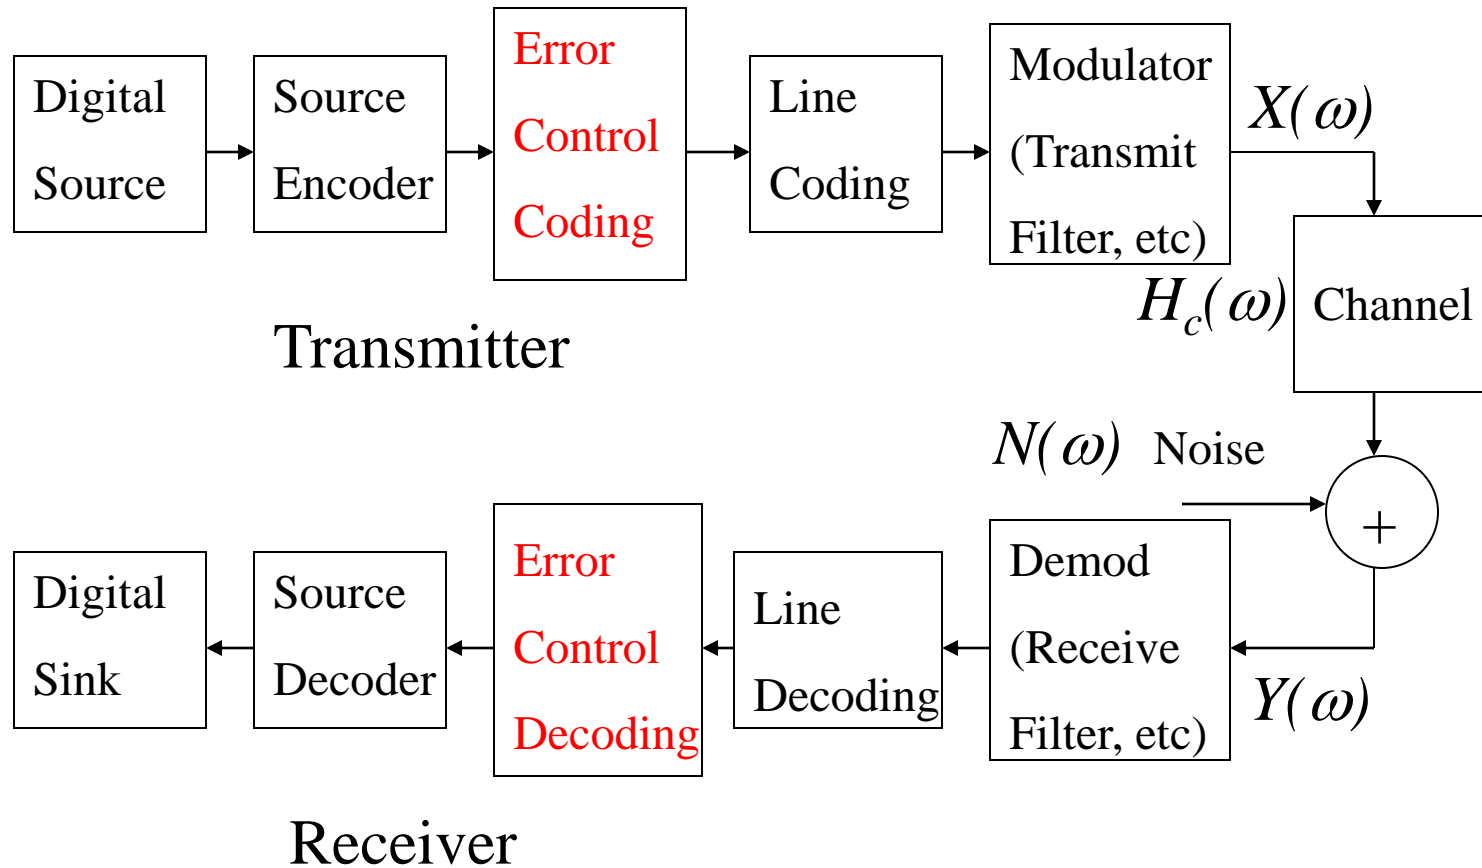 Digital
Source
Source
Encoder
Error
Control
Coding
Line
Coding
Modulator
(Transmit
Filter, etc)
X(ω)
Transmitter
H_c(ω)
Channel
N(ω) Noise
+
Digital
Sink
Source
Decoder
Error
Control
Decoding
Line
Decoding
Demod
(Receive
Filter, etc)
Y(ω)
Receiver